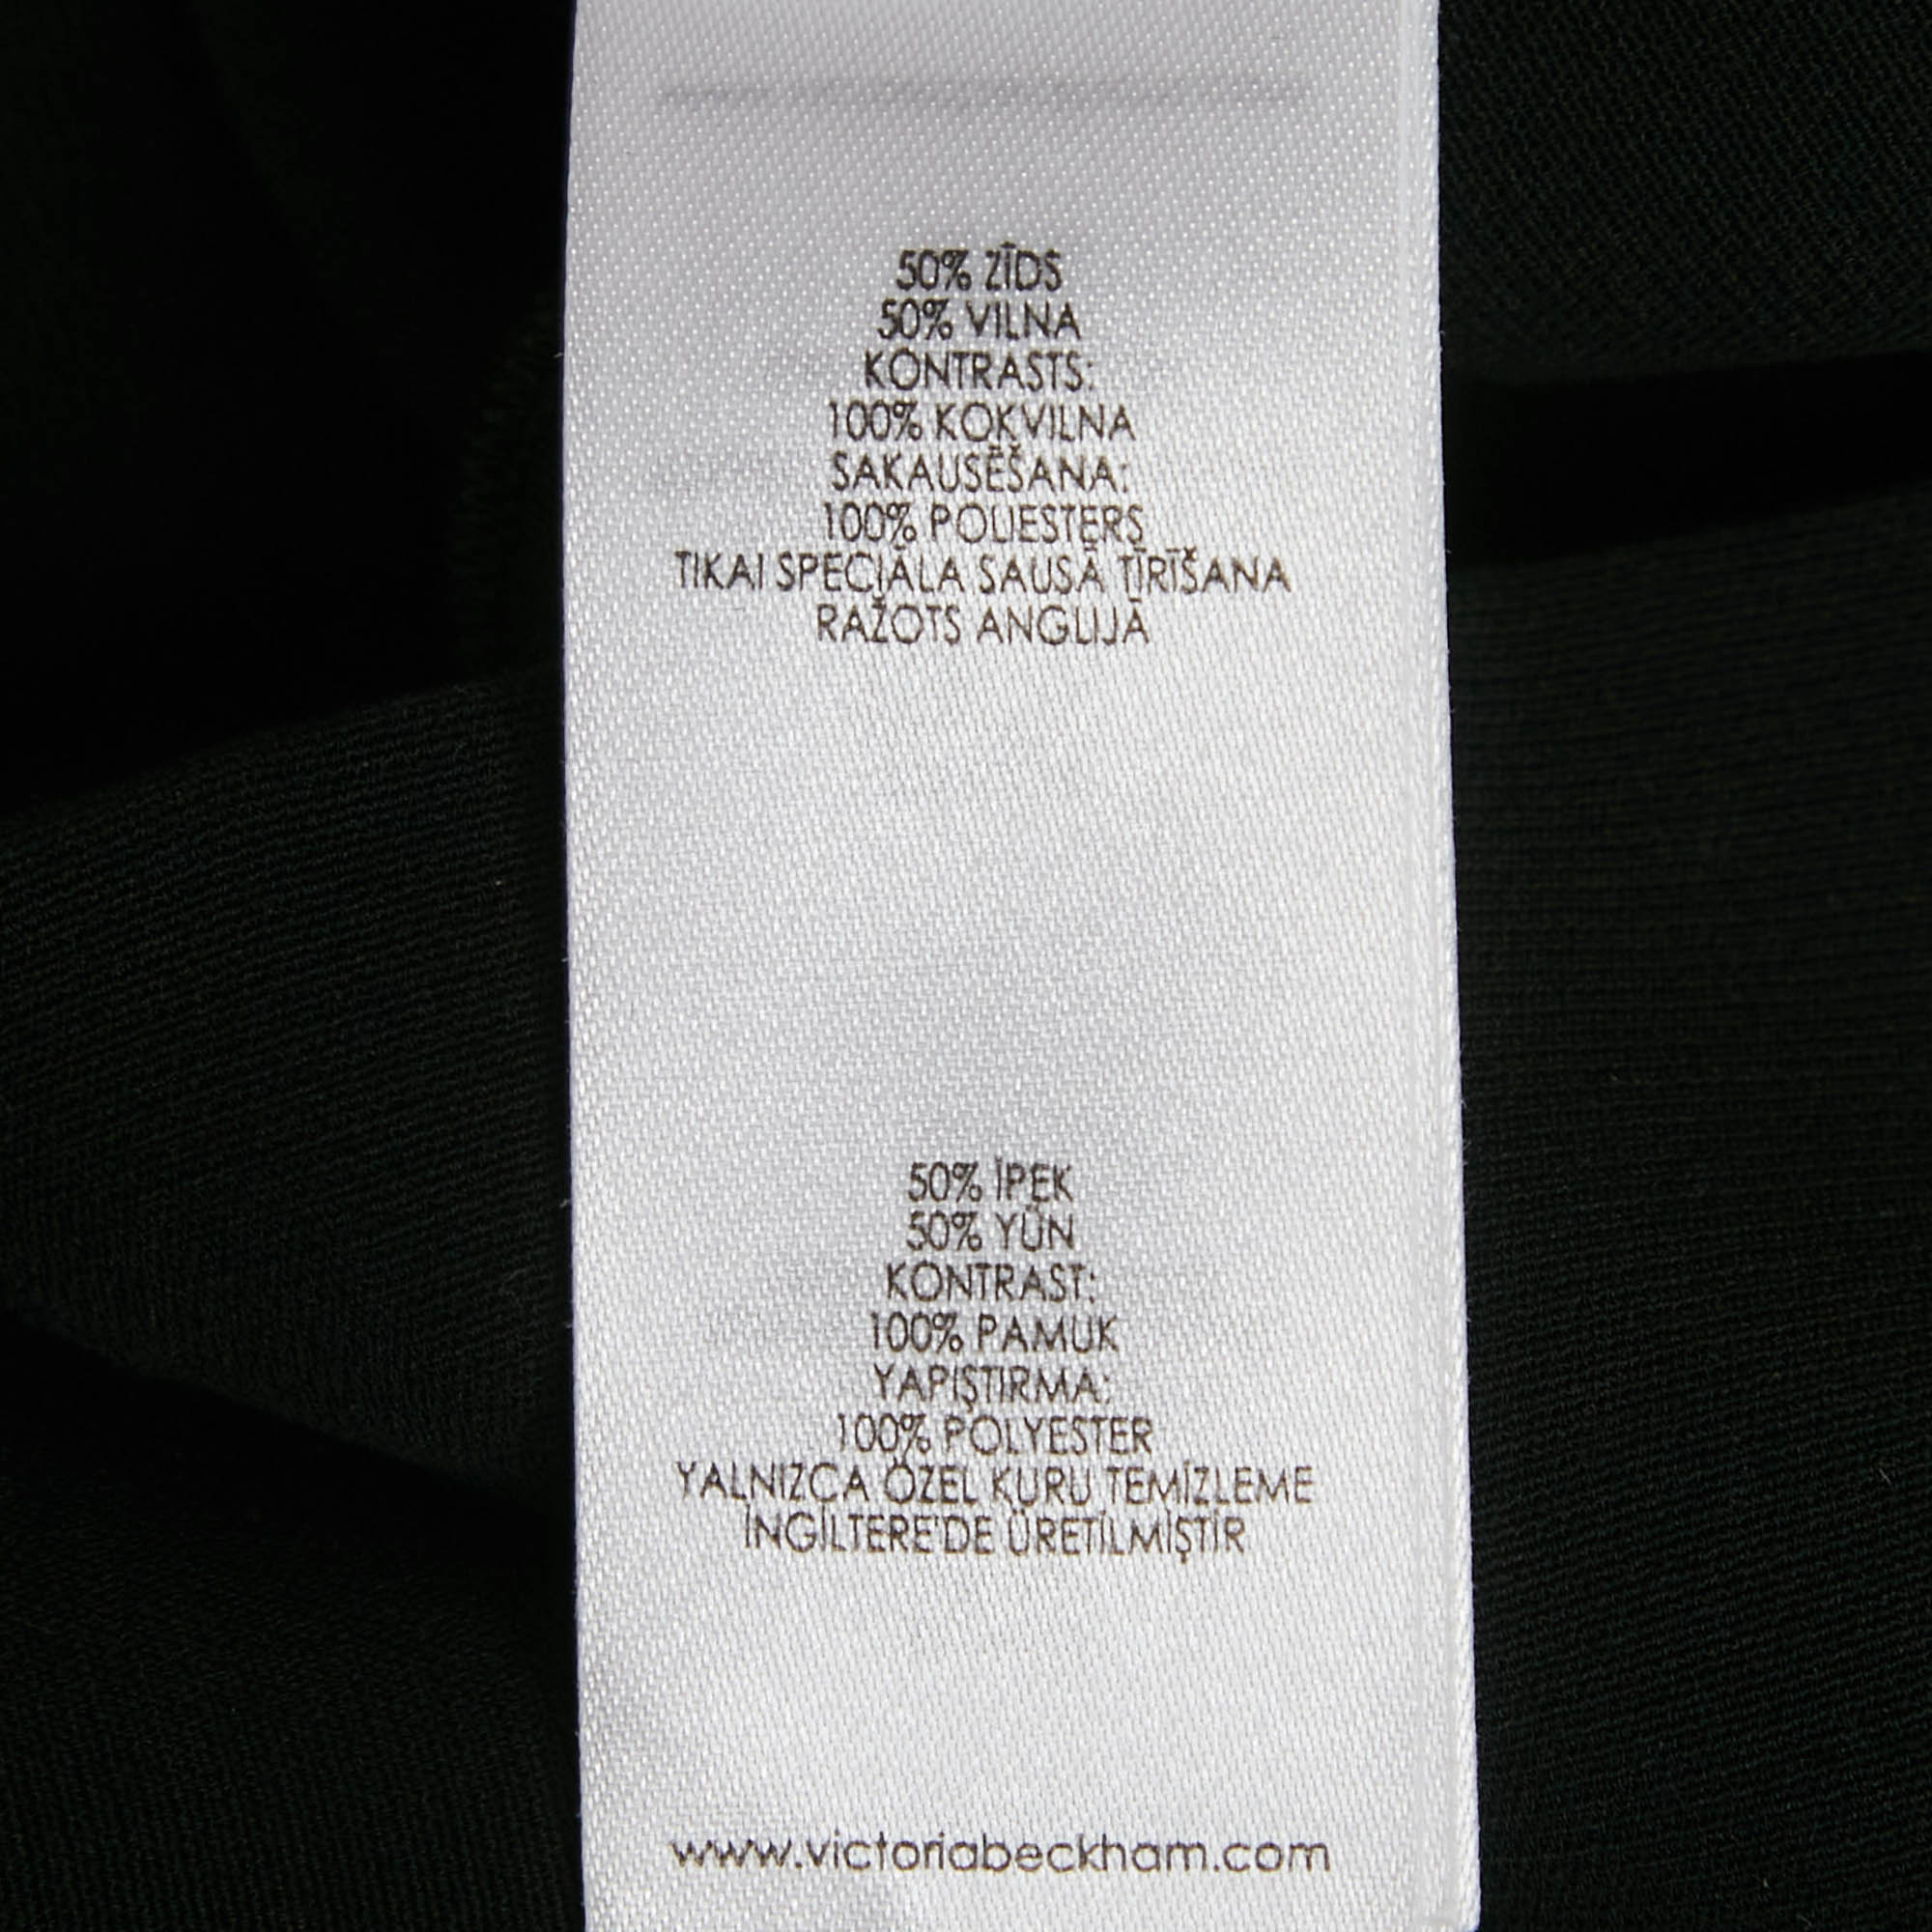 50% ZĪDS
50% VILNA
KONTRASTS:
100% KOKVILNA
SAKAUSĒŠANA:
100% POLIESTERS
TIKAI SPECIĀLA SAUSĀ TĪRĪŠANA
RAŽOTS ANGLIJĀ
50% İPEK
50% YÜN
KONTRAST:
100% PAMUK
YAPIŞTIRMA:
100% POLYESTER
YALNIZCA ÖZEL KURU TEMİZLEME
İNGİLTERE'DE ÜRETİLMİŞTİR
www.victoriabeckham.com